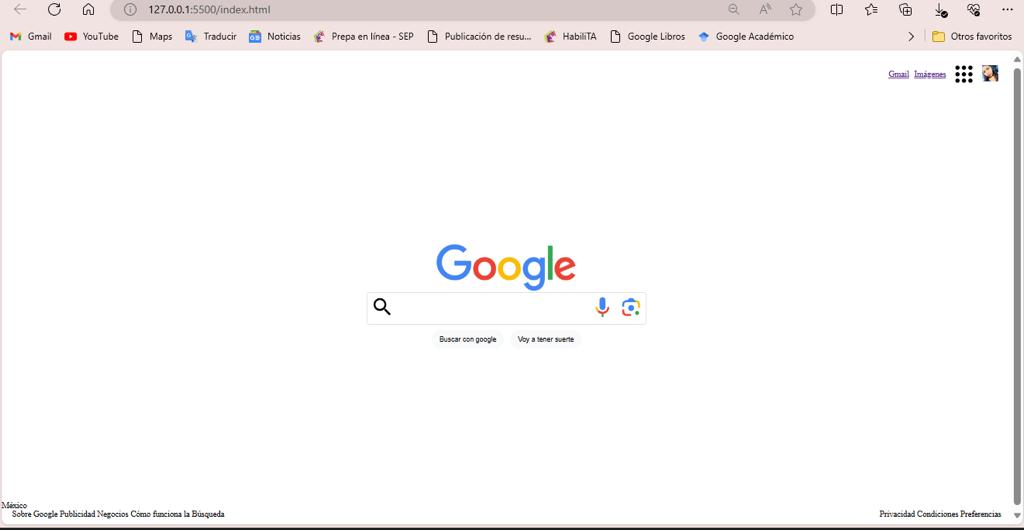 127.0.0.1:5500/index.html
Gmail YouTube Maps Traducir Noticias Prepa en línea - SEP Publicación de resu... HabiliTA Google Libros Google Académico Otros favoritos
Gmail Imágenes
Google
Buscar con google Voy a tener suerte
México
Sobre Google Publicidad Negocios Cómo funciona la Búsqueda Privacidad Condiciones Preferencias